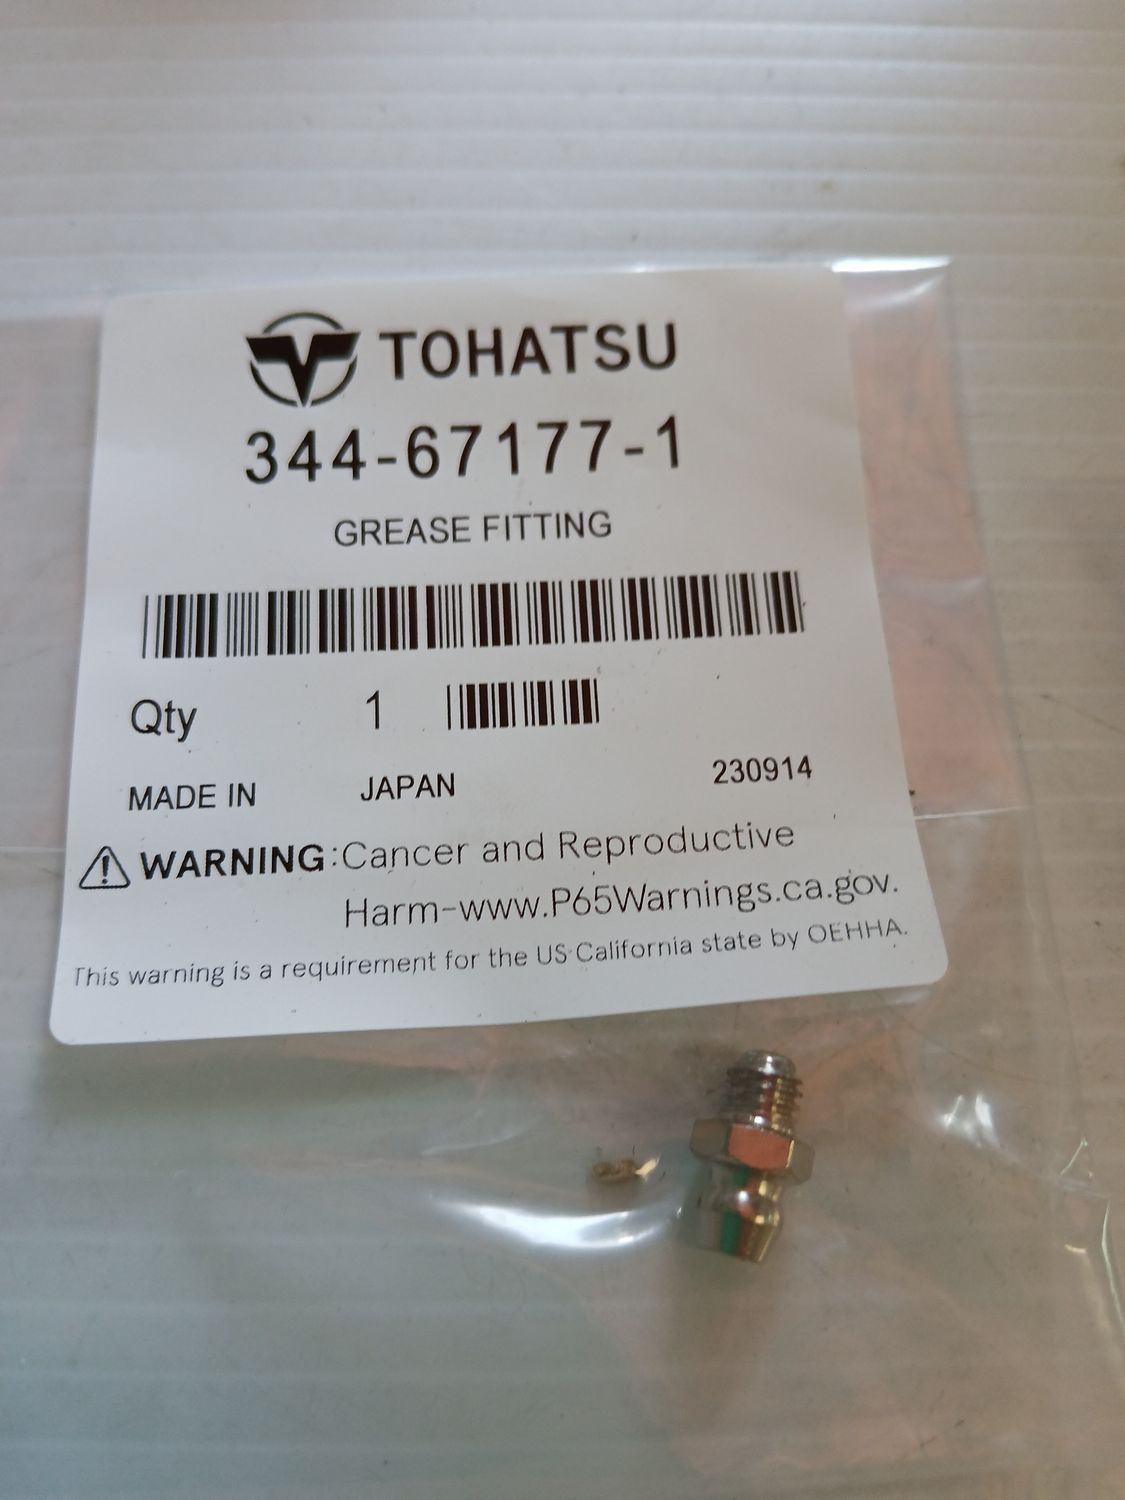 TOHATSU
344-67177-1
GREASE FITTING
Qty 1
MADE IN JAPAN 230914
WARNING:Cancer and Reproductive
Harm-www.P65Warnings.ca.gov.
This warning is a requirement for the US California state by OEHHA.